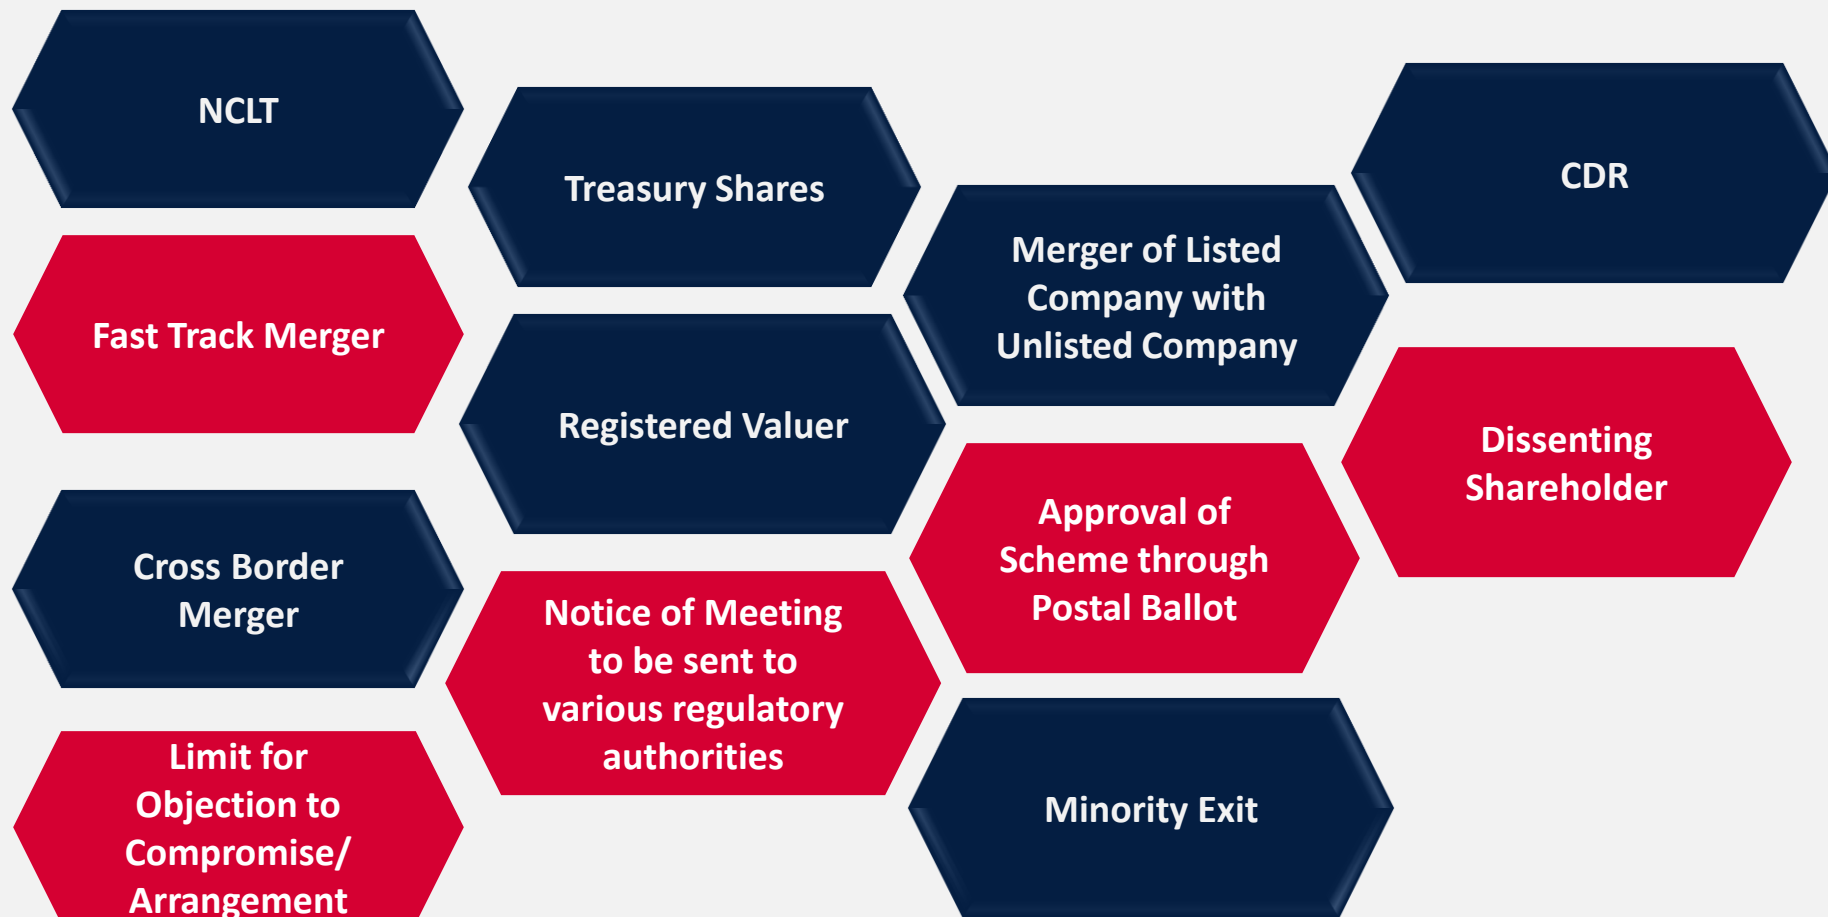 NCLT
Fast Track Merger
Cross Border
Merger
Limit for
Objection to
Compromise/
Arrangement
Treasury Shares
Registered Valuer
Notice of Meeting
to be sent to
various regulatory
authorities
Merger of Listed
Company with
Unlisted Company
Approval of
Scheme through
Postal Ballot
Minority Exit
CDR
Dissenting
Shareholder